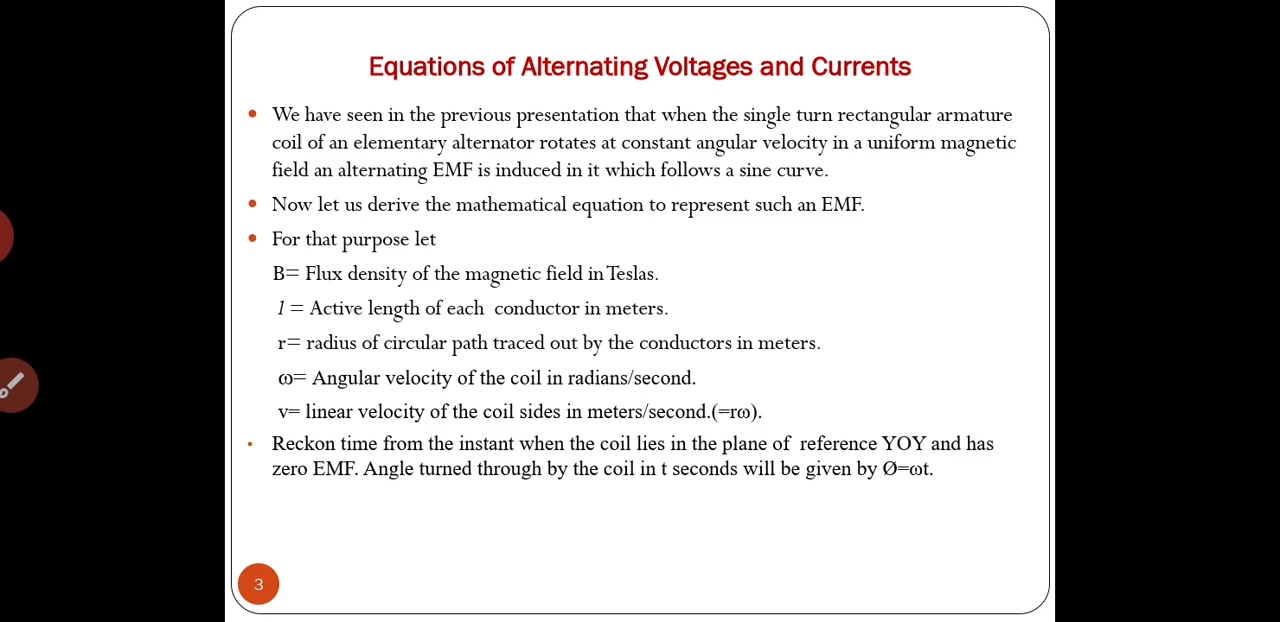 Equations of Alternating Voltages and Currents
• We have seen in the previous presentation that when the single turn rectangular armature
coil of an elementary alternator rotates at constant angular velocity in a uniform magnetic
field an alternating EMF is induced in it which follows a sine curve.
• Now let us derive the mathematical equation to represent such an EMF.
• For that purpose let
B= Flux density of the magnetic field in Teslas.
l = Active length of each conductor in meters.
r= radius of circular path traced out by the conductors in meters.
ω= Angular velocity of the coil in radians/second.
v= linear velocity of the coil sides in meters/second.(=rω).
• Reckon time from the instant when the coil lies in the plane of reference YOY and has
zero EMF. Angle turned through by the coil in t seconds will be given by Ø=ωt.
3